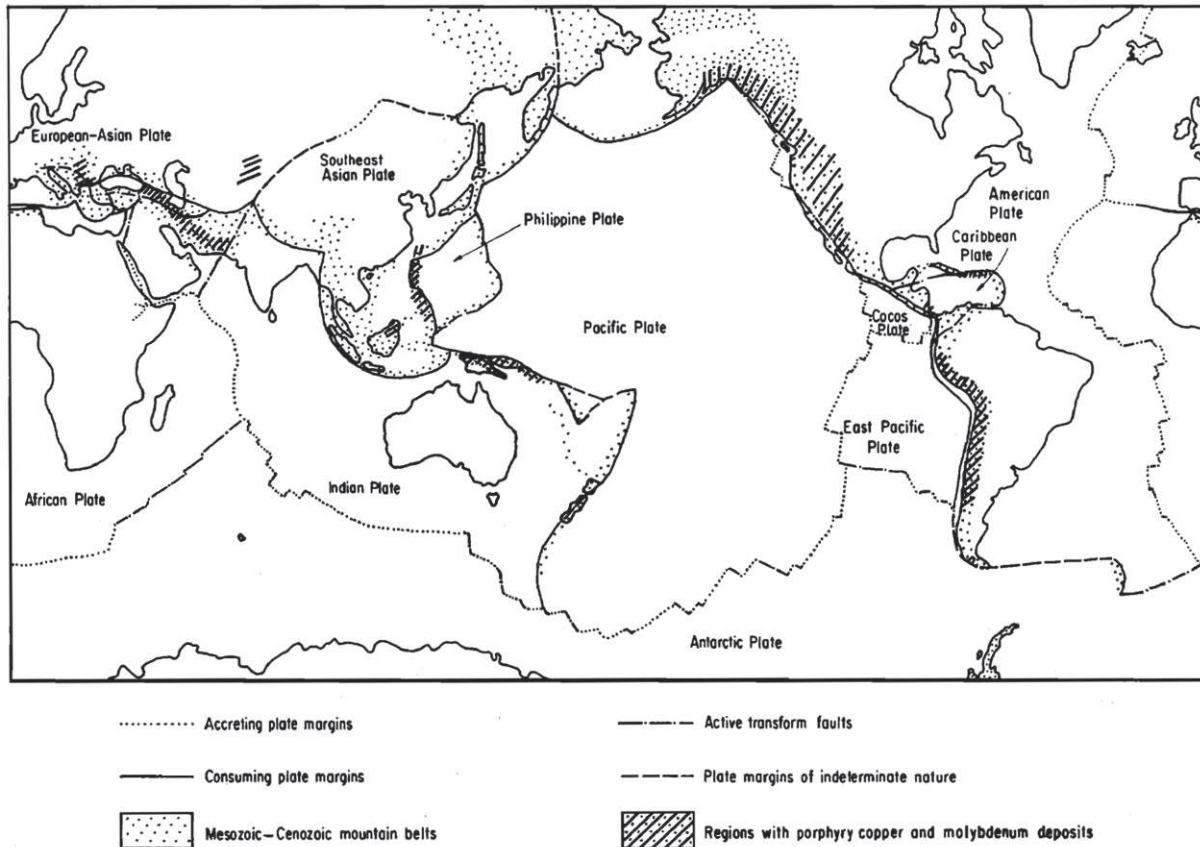 European-Asian Plate
Southeast
Asian Plate
Philippine Plate
American
Plate
Caribbean
Plate
Cocos
Plate
Pacific Plate
East Pacific
Plate
African Plate
Indian Plate
Antarctic Plate
Accreting plate margins
Active transform faults
Consuming plate margins
Plate margins of indeterminate nature
Mesozoic-Cenozoic mountain belts
Regions with porphyry copper and molybdenum deposits